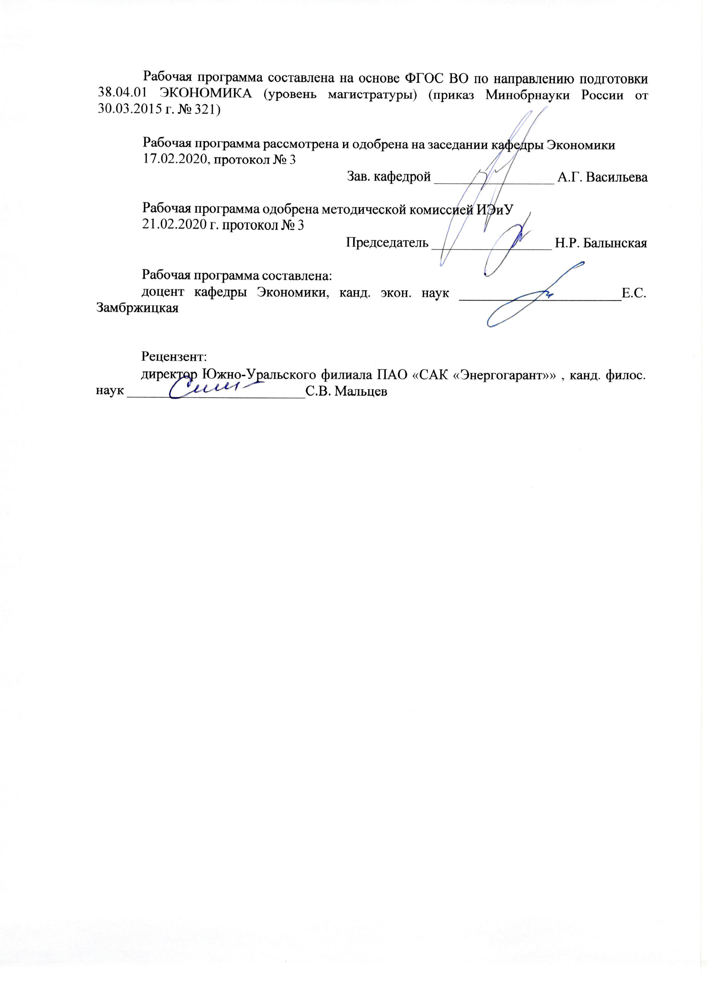 Рабочая программа составлена на основе ФГОС ВО по направлению подготовки
38.04.01 ЭКОНОМИКА (уровень магистратуры) (приказ Минобрнауки России от
30.03.2015 г. № 321)
Рабочая программа рассмотрена и одобрена на заседании кафедры Экономики
17.02.2020, протокол № 3
Зав. кафедрой ____________________ А.Г. Васильева
Рабочая программа одобрена методической комиссией ИЭиУ
21.02.2020 г. протокол № 3
Председатель ____________________ Н.Р. Балынская
Рабочая программа составлена:
доцент кафедры Экономики, канд. экон. наук ____________________Е.С.
Замбржицкая
Рецензент:
директор Южно-Уральского филиала ПАО «САК «Энергогарант»» , канд. филос.
наук ____________________С.В. Мальцев